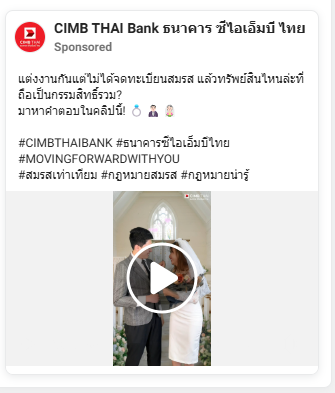 CIMB THAI Bank ธนาคาร ซีไอเอ็มบี ไทย
Sponsored
แต่งงานกันแต่ไม่ได้จดทะเบียนสมรส แล้วทรัพย์สินไหนล่ะที่
ถือเป็นกรรมสิทธิ์รวม?
มาหาคำตอบในคลิปนี้! 💍 🤵🏻 👰🏻
#CIMBTHAIBANK #ธนาคารซีไอเอ็มบีไทย
#MOVINGFORWARDWITHYOU
#สมรสเท่าเทียม #กฎหมายสมรส #กฎหมายน่ารู้
CIMB THAI